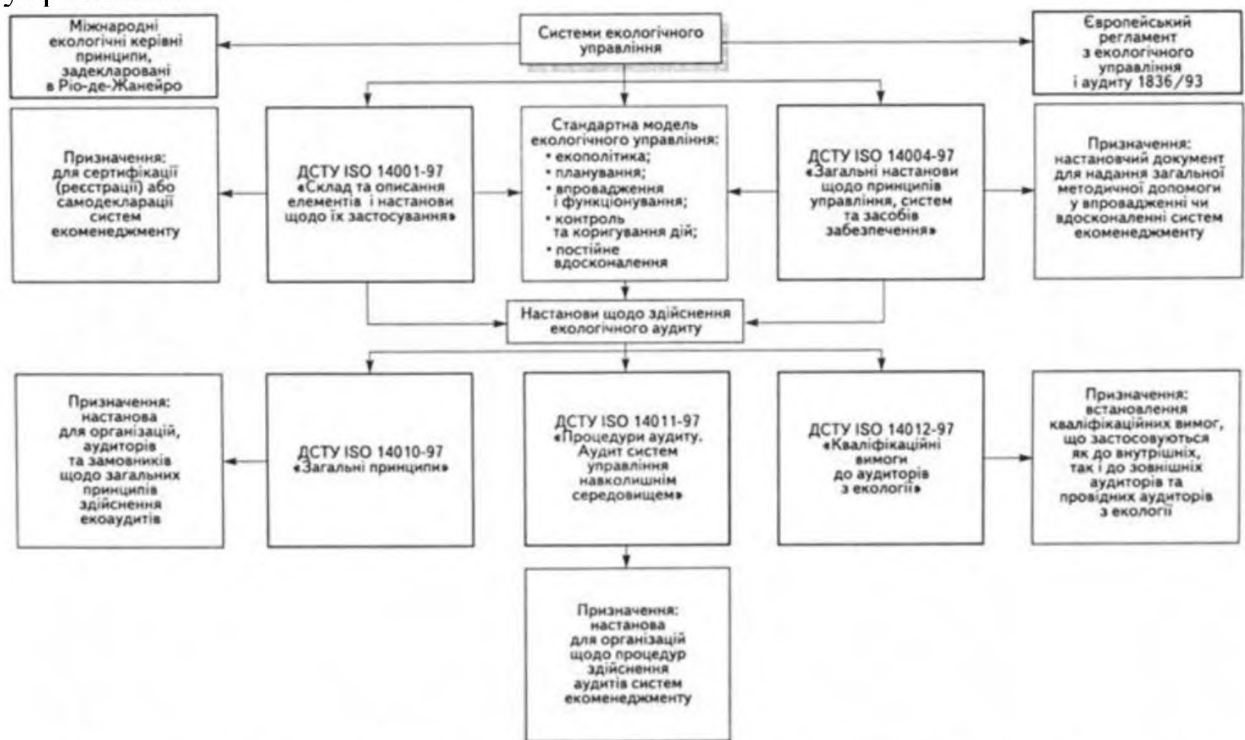 Міжнародні
екологічні керівні
принципи,
задекларовані
в Ріо-де-Жанейро
Системи екологічного
управління
Європейський
регламент
з екологічного
управління
і аудиту 1836/93
Призначення:
для сертифікації
(реєстрації) або
самодекларації
систем
екоменеджменту
ДСТУ ISO 14001-97
«Склад та описання
елементів і настанови
щодо їх застосування»
Стандартна модель
екологічного управління:
• екополітика;
• планування;
• впровадження
і функціонування;
• контроль
та коригування дій;
• постійне
вдосконалення
ДСТУ ISO 14004-97
«Загальні настанови
щодо принципів
управління, систем
та засобів
забезпечення»
Призначення:
настановчий документ
для надання загальної
методичної допомоги
у впровадженні чи
вдосконаленні систем
екоменеджменту
Настанови щодо здійснення
екологічного аудиту
Призначення:
настанова
для організацій,
аудиторів
та замовників
щодо загальних
принципів
здійснення
екоаудитів
ДСТУ ISO 14010-97
«Загальні принципи»
ДСТУ ISO 14011-97
«Процедури аудиту.
Аудит систем
управління
навколишнім
середовищем»
ДСТУ ISO 14012-97
«Кваліфікаційні
вимоги
до аудиторів
з екології»
Призначення:
встановлення
кваліфікаційних вимог,
що застосовуються
як до внутрішніх,
так і до зовнішніх
аудиторів та
провідних аудиторів
з екології
Призначення:
настанова
для організацій
щодо процедур
здійснення
аудитів систем
екоменеджменту